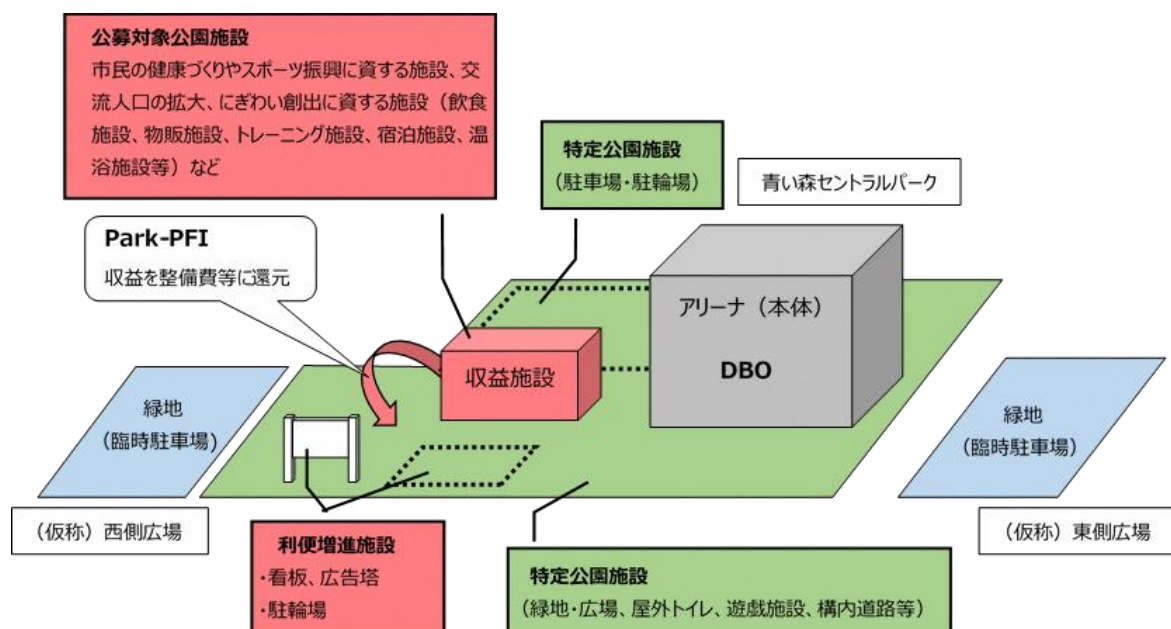 公募対象公園施設
市民の健康づくりやスポーツ振興に資する施設、交
流人口の拡大、にぎわい創出に資する施設（飲食
施設、物販施設、トレーニング施設、宿泊施設、温
浴施設等）など
特定公園施設
（駐車場・駐輪場）
青い森セントラルパーク
Park-PFI
収益を整備費等に還元
アリーナ（本体）
DBO
収益施設
緑地
（臨時駐車場）
緑地
（臨時駐車場）
（仮称）西側広場
（仮称）東側広場
利便増進施設
・看板、広告塔
・駐輪場
特定公園施設
（緑地・広場、屋外トイレ、遊戯施設、構内道路等）